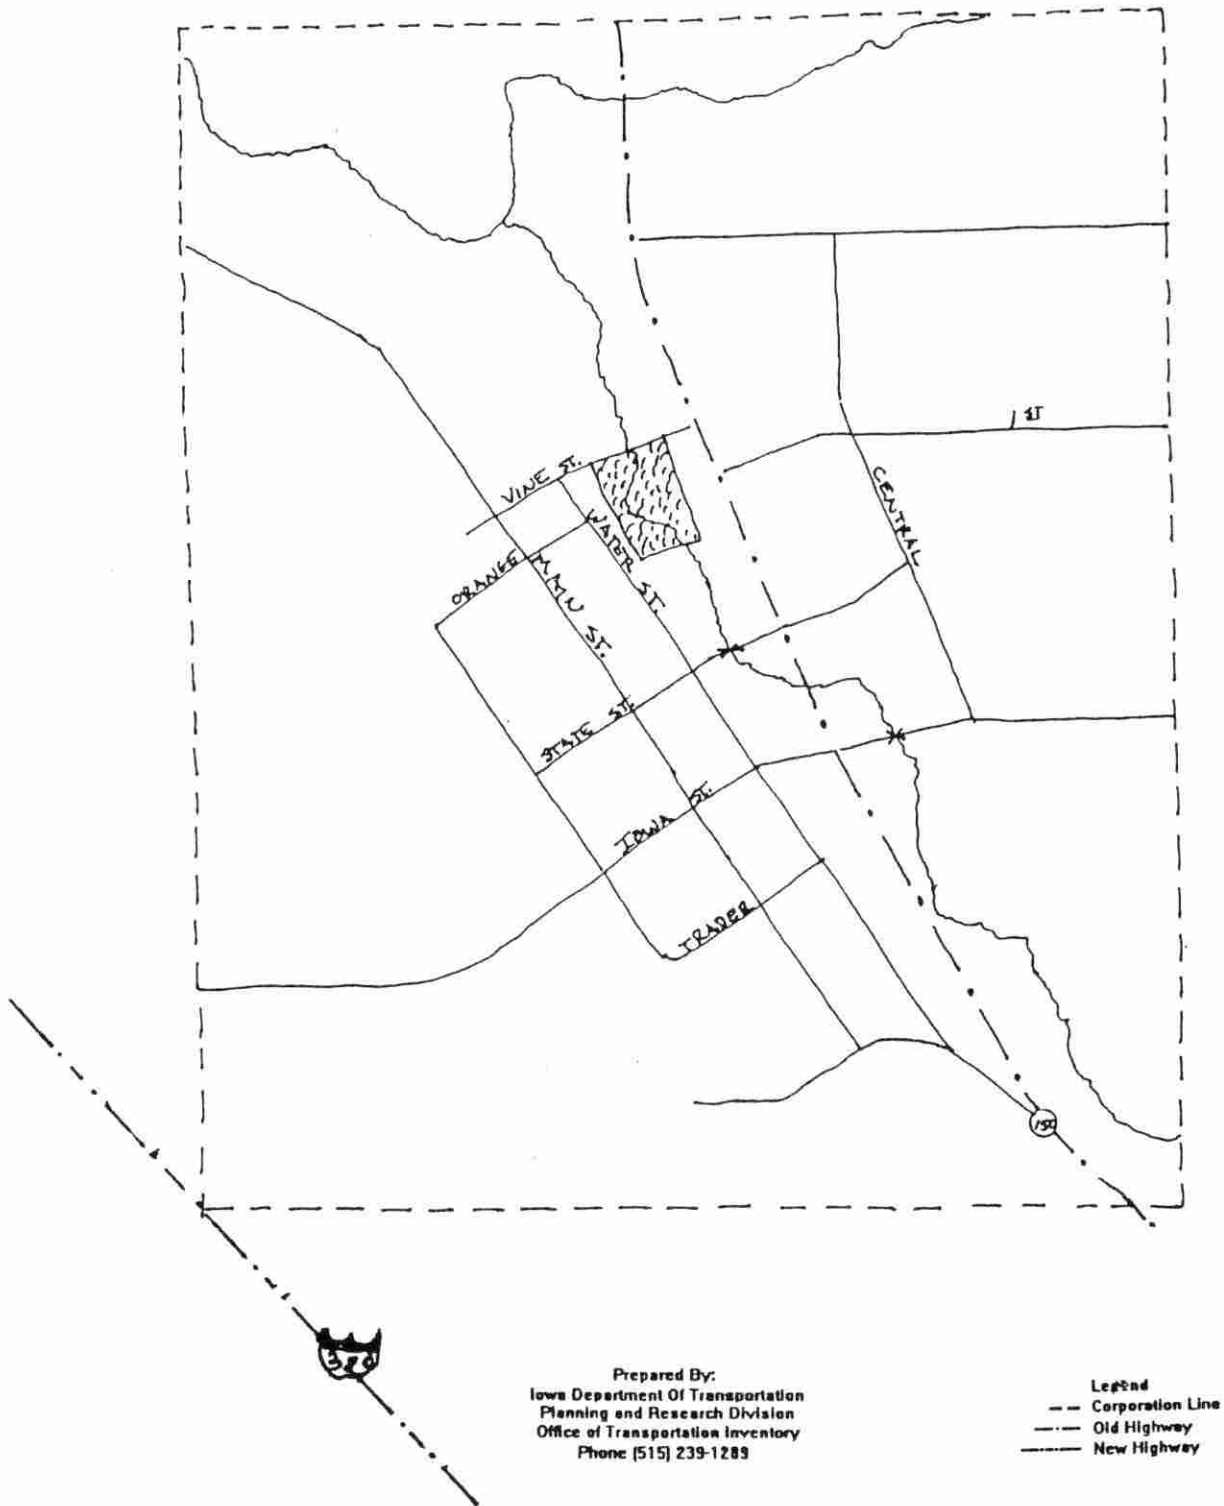 ST
VINE ST.
CENTRAL
WATER ST.
ORANGE
MAIN ST.
STATE ST.
IOWA ST.
TRADER
150
380
Prepared By:
Iowa Department Of Transportation
Planning and Research Division
Office of Transportation Inventory
Phone (515) 239-1289
Legend
Corporation Line
Old Highway
New Highway